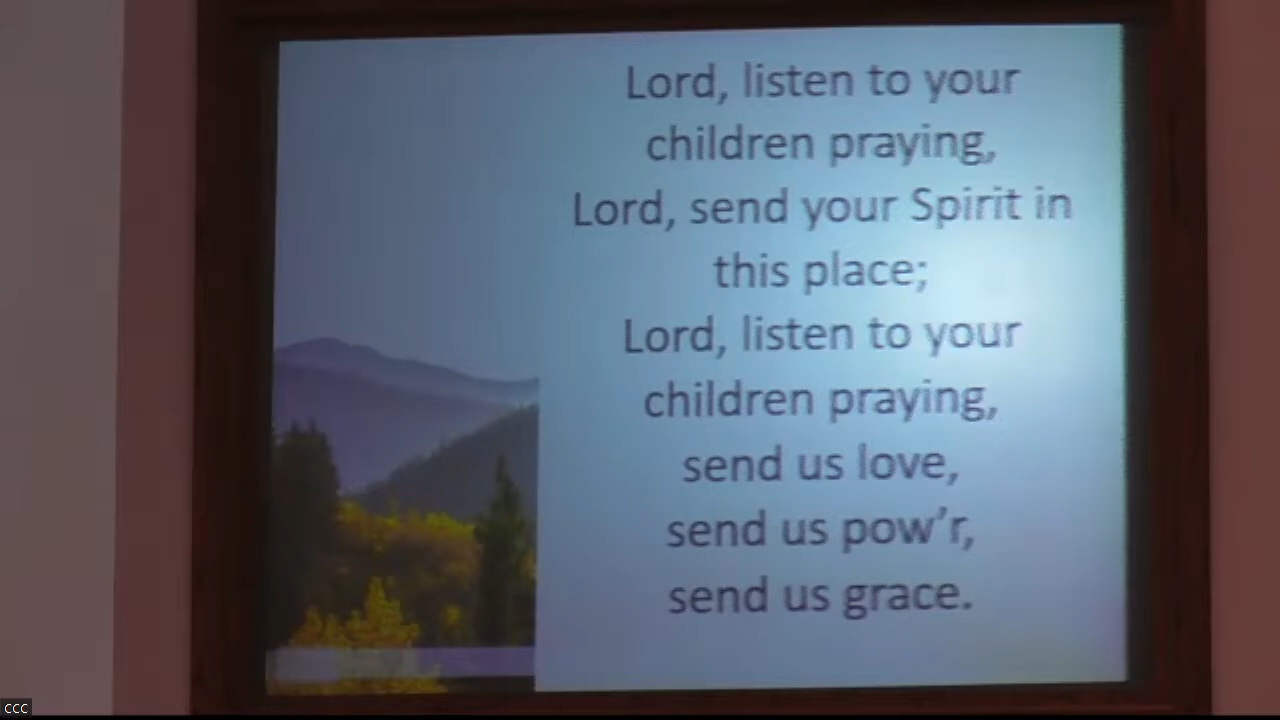 Lord, listen to your
children praying,
Lord, send your Spirit in
this place;
Lord, listen to your
children praying,
send us love,
send us pow’r,
send us grace.
ccc